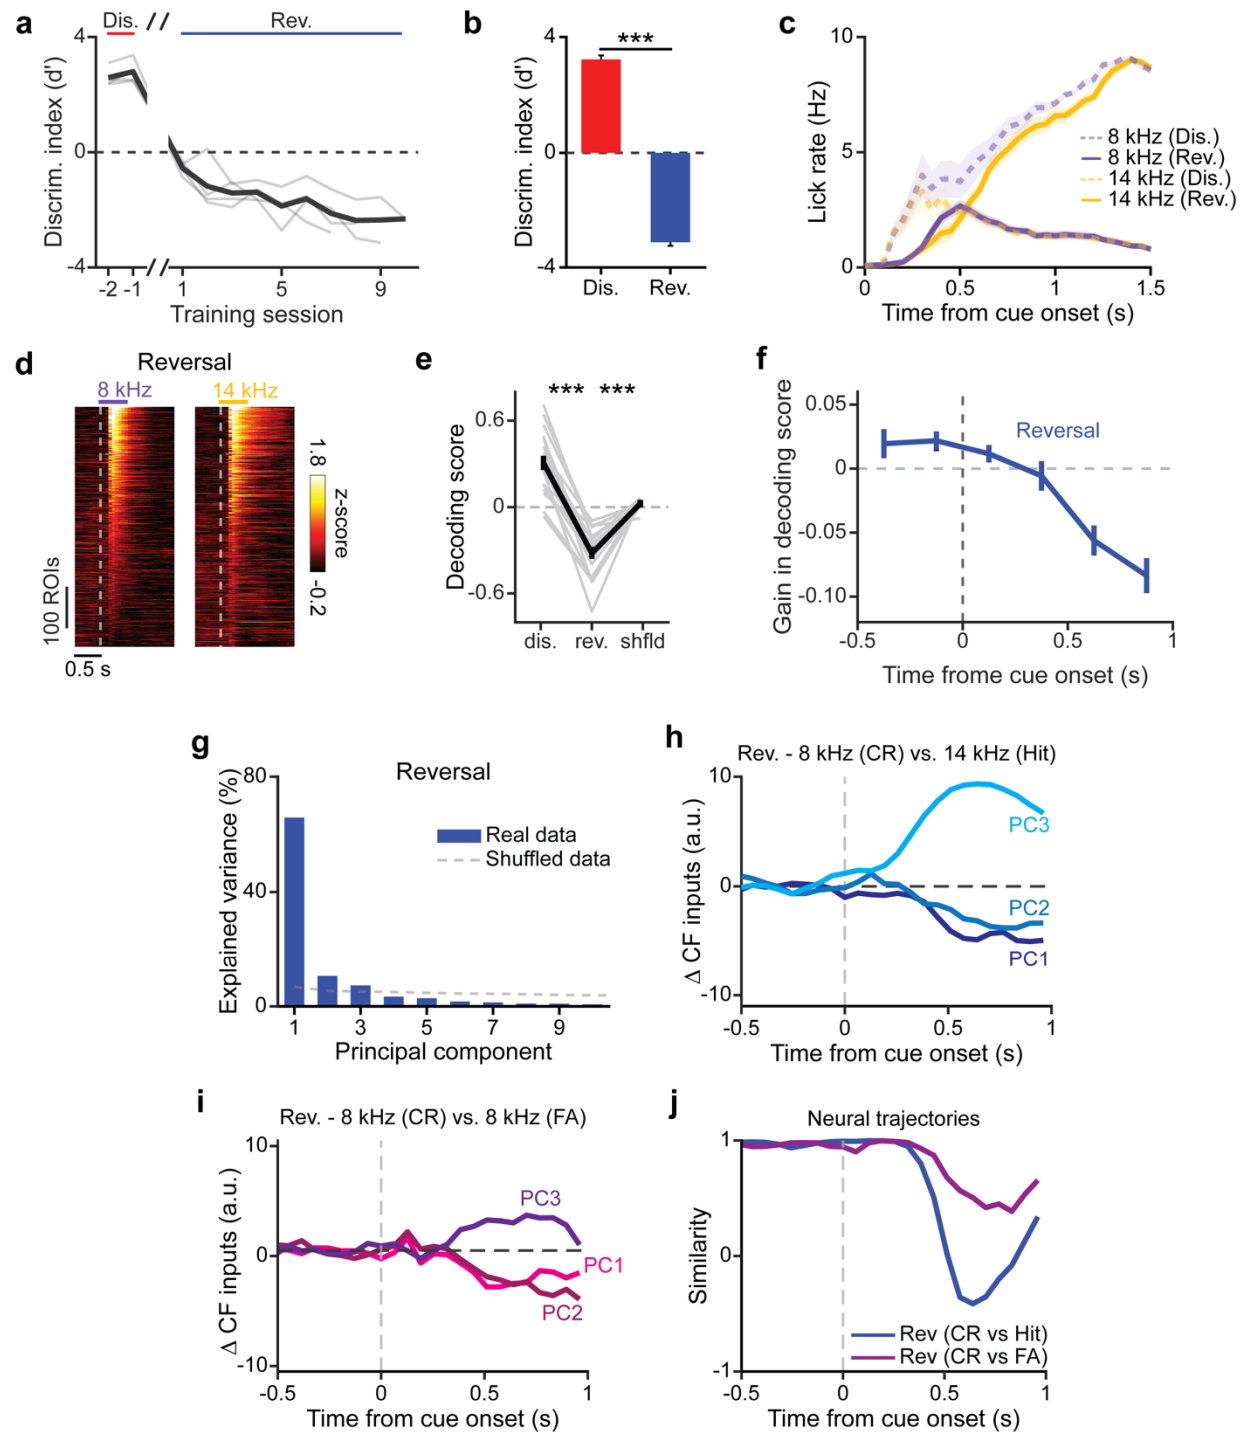 a
Dis.
//
Rev.
Discrim. index (d')
4
0
-4
//
-2
-1
1
5
9
Training session
b
***
Discrim. index (d')
4
0
-4
Dis.
Rev.
c
Lick rate (Hz)
10
5
0
8 kHz (Dis.)
8 kHz (Rev.)
14 kHz (Dis.)
14 kHz (Rev.)
0
0.5
1.0
1.5
Time from cue onset (s)
d
Reversal
8 kHz
14 kHz
100 ROIs
0.5 s
1.8
z-score
-0.2
e
*** ***
Decoding score
0.6
0
-0.6
dis.
rev.
shfld
f
Gain in decoding score
0.05
0
-0.05
-0.10
Reversal
-0.5
0
0.5
1
Time frome cue onset (s)
g
Reversal
Explained variance (%)
80
40
0
Real data
Shuffled data
1
3
5
7
9
Principal component
h
Rev. - 8 kHz (CR) vs. 14 kHz (Hit)
Δ CF inputs (a.u.)
10
0
-10
PC3
PC2
PC1
-0.5
0
0.5
1
Time from cue onset (s)
i
Rev. - 8 kHz (CR) vs. 8 kHz (FA)
Δ CF inputs (a.u.)
10
0
-10
PC3
PC1
PC2
-0.5
0
0.5
1
Time from cue onset (s)
j
Neural trajectories
Similarity
1
0
-1
Rev (CR vs Hit)
Rev (CR vs FA)
-0.5
0
0.5
1
Time from cue onset (s)